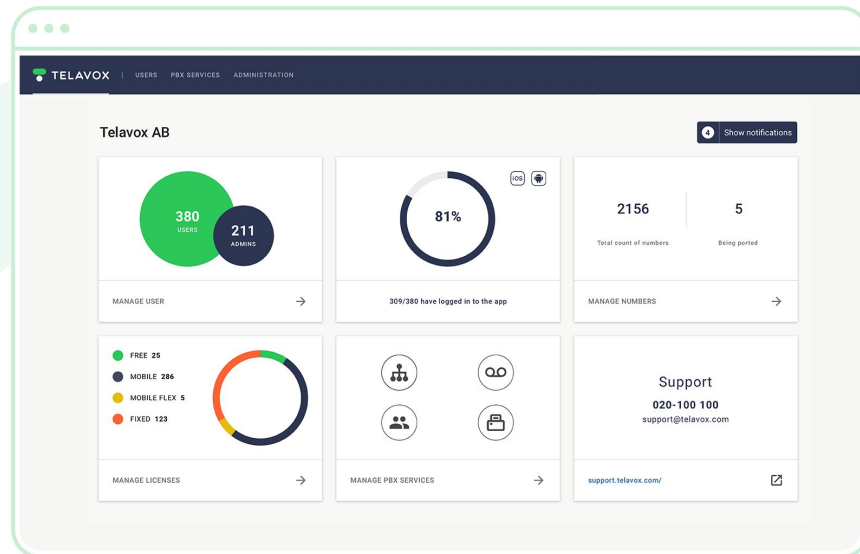 TELAVOX | USERS PBX SERVICES ADMINISTRATION
Telavox AB
4 Show notifications
380
USERS
211
ADMINS
MANAGE USER
iOS
81%
309/380 have logged in to the app
2156
Total count of numbers
5
Being ported
MANAGE NUMBERS
FREE 25
MOBILE 286
MOBILE FLEX 5
FIXED 123
MANAGE LICENSES
MANAGE PBX SERVICES
Support
020-100 100
support@telavox.com
support.telavox.com/